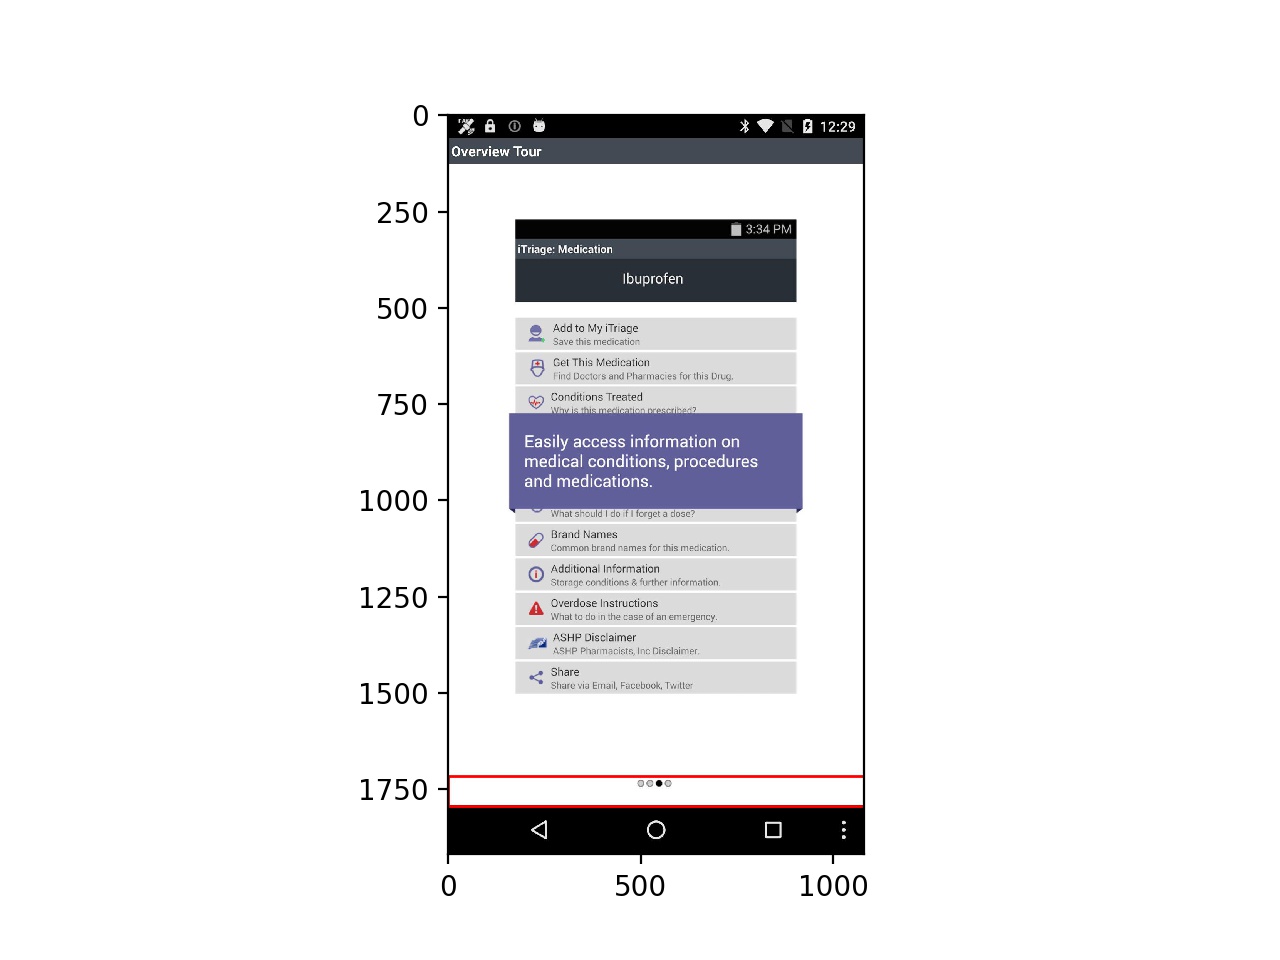 0
250
500
750
1000
1250
1500
1750
12:29
Overview Tour
3:34 PM
iTriage: Medication
Ibuprofen
Add to My iTriage
Save this medication
Get This Medication
Find Doctors and Pharmacies for this Drug.
Conditions Treated
Why is this medication prescribed?
Easily access information on
medical conditions, procedures
and medications.
What should I do if I forget a dose?
Brand Names
Common brand names for this medication.
Additional Information
Storage conditions & further information.
Overdose Instructions
What to do in the case of an emergency.
ASHP Disclaimer
ASHP Pharmacists, Inc Disclaimer.
Share
Share via Email, Facebook, Twitter
0 500 1000